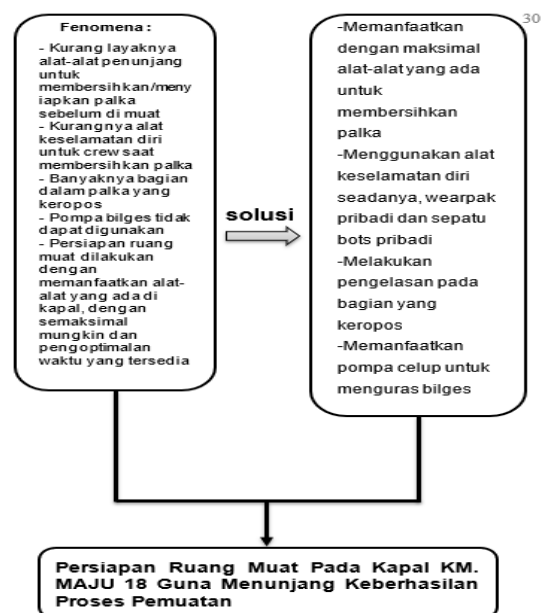 30
Fenomena :
- Kurang layaknya
alat-alat penunjang
untuk
membersihkan/meny
iapkan palka
sebelum di muat
- Kurangnya alat
keselamatan diri
untuk crew saat
membersihkan palka
- Banyaknya bagian
dalam palka yang
keropos
- Pompa bilges tidak
dapat digunakan
- Persiapan ruang
muat dilakukan
dengan
memanfaatkan alat-
alat yang ada di
kapal, dengan
semaksimal
mungkin dan
pengoptimalan
waktu yang tersedia
solusi
-Memanfaatkan
dengan maksimal
alat-alat yang ada
untuk
membersihkan
palka
-Menggunakan alat
keselamatan diri
seadanya, wearpak
pribadi dan sepatu
bots pribadi
-Melakukan
pengelasan pada
bagian yang
keropos
-Memanfaatkan
pompa celup untuk
menguras bilges
Persiapan Ruang Muat Pada Kapal KM.
MAJU 18 Guna Menunjang Keberhasilan
Proses Pemuatan